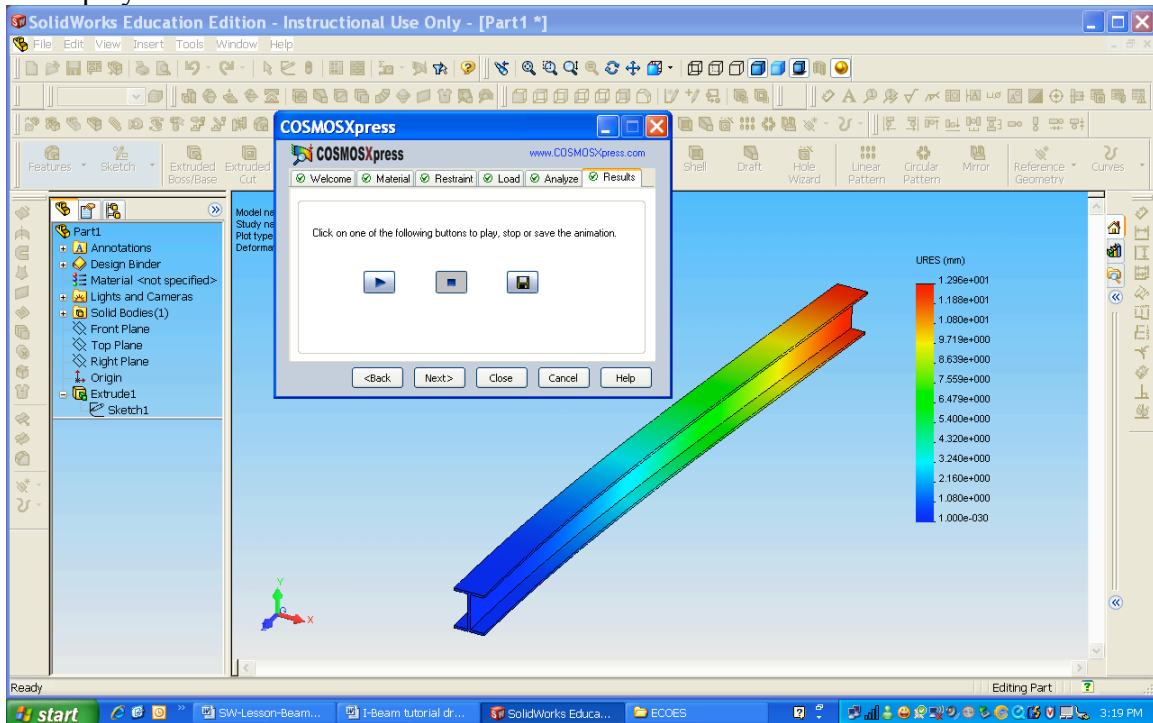 SolidWorks Education Edition - Instructional Use Only - [Part1 *]
File Edit View Insert Tools Window Help
Features Sketch Extruded Boss/Base Extruded Cut Shell Draft Hole Wizard Linear Pattern Circular Pattern Mirror Reference Geometry Curves
COSMOSXpress
COSMOSXpress www.COSMOSXpress.com
Welcome Material Restraint Load Analyze Results
Click on one of the following buttons to play, stop or save the animation.
<Back Next> Close Cancel Help
Part1
Annotations
Design Binder
Material <not specified>
Lights and Cameras
Solid Bodies(1)
Front Plane
Top Plane
Right Plane
Origin
Extrude1
Sketch1
Model na
Study na
Plot type
Deforma
URES (mm)
1.296e+001
1.188e+001
1.080e+001
9.719e+000
8.639e+000
7.559e+000
6.479e+000
5.400e+000
4.320e+000
3.240e+000
2.160e+000
1.080e+000
1.000e-030
Y
X
Ready Editing Part
start SW-Lesson-Beam... I-Beam tutorial dr... SolidWorks Educa... ECOES 3:19 PM